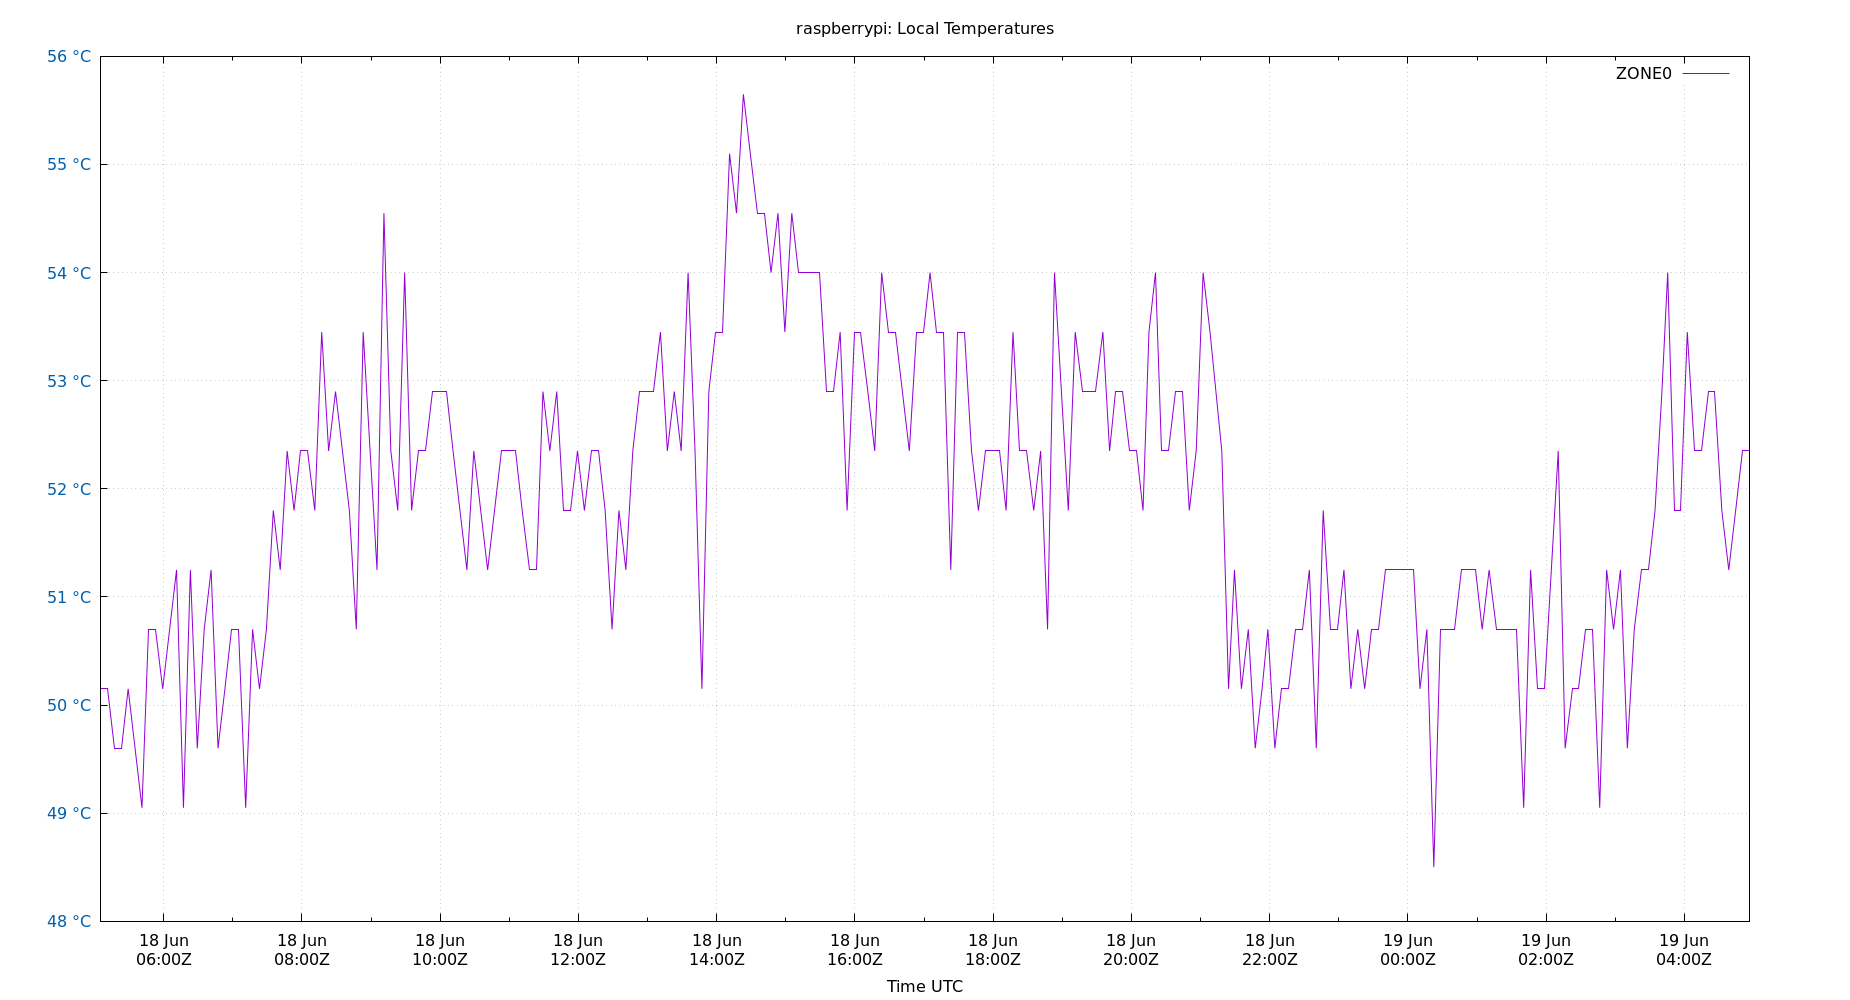 raspberrypi: Local Temperatures
ZONE0
56 °C
55 °C
54 °C
53 °C
52 °C
51 °C
50 °C
49 °C
48 °C
18 Jun 18 Jun 18 Jun 18 Jun 18 Jun 18 Jun 18 Jun 18 Jun 18 Jun 19 Jun 19 Jun 19 Jun
06:00Z 08:00Z 10:00Z 12:00Z 14:00Z 16:00Z 18:00Z 20:00Z 22:00Z 00:00Z 02:00Z 04:00Z
Time UTC